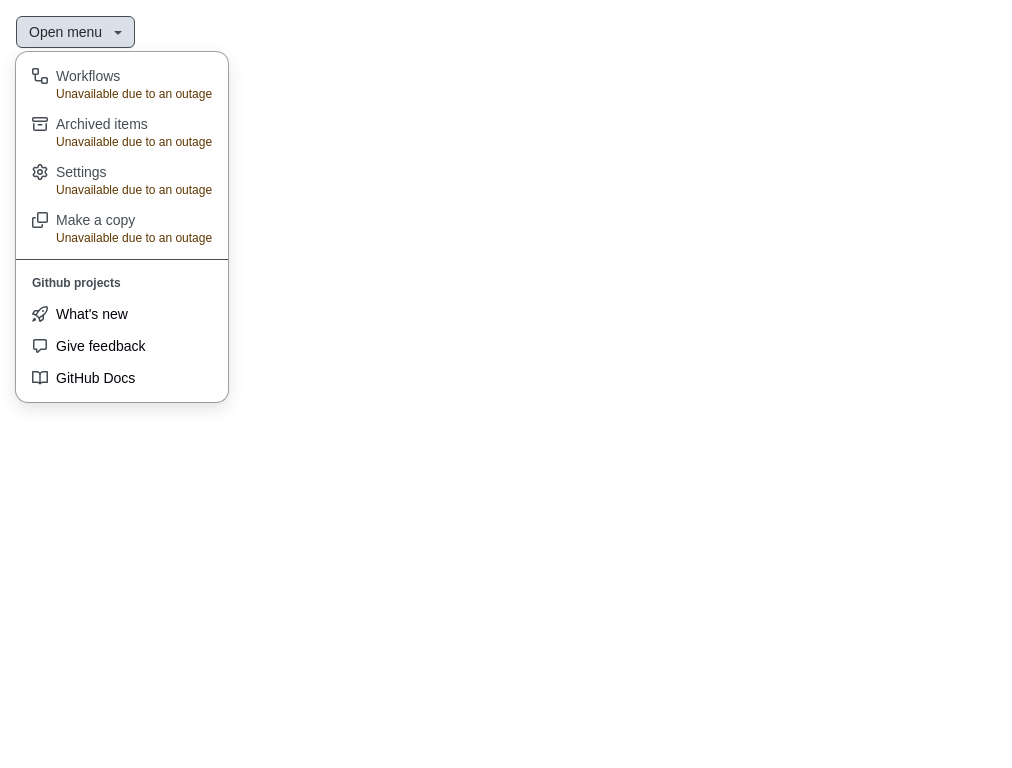 Open menu
Workflows
Unavailable due to an outage
Archived items
Unavailable due to an outage
Settings
Unavailable due to an outage
Make a copy
Unavailable due to an outage
Github projects
What's new
Give feedback
GitHub Docs